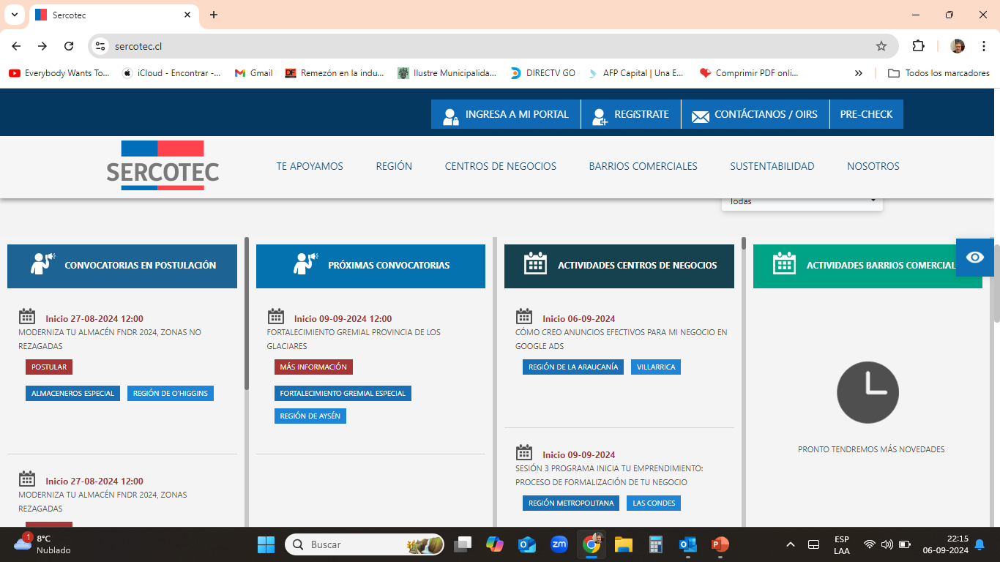 Sercotec
sercotec.cl
Everybody Wants To...
iCloud - Encontrar -...
Gmail
Remezón en la indu...
Ilustre Municipalida...
DIRECTV GO
AFP Capital | Una E...
Comprimir PDF onli...
Todos los marcadores
INGRESA A MI PORTAL
REGíSTRATE
CONTÁCTANOS / OIRS
PRE-CHECK
SERCOTEC
TE APOYAMOS
REGIÓN
CENTROS DE NEGOCIOS
BARRIOS COMERCIALES
SUSTENTABILIDAD
NOSOTROS
Todas
CONVOCATORIAS EN POSTULACIÓN
Inicio 27-08-2024 12:00
MODERNIZA TU ALMACÉN FNDR 2024, ZONAS NO
REZAGADAS
POSTULAR
ALMACENEROS ESPECIAL
REGIÓN DE O'HIGGINS
Inicio 27-08-2024 12:00
MODERNIZA TU ALMACÉN FNDR 2024, ZONAS
REZAGADAS
PRÓXIMAS CONVOCATORIAS
Inicio 09-09-2024 12:00
FORTALECIMIENTO GREMIAL PROVINCIA DE LOS
GLACIARES
MÁS INFORMACIÓN
FORTALECIMIENTO GREMIAL ESPECIAL
REGIÓN DE AYSÉN
ACTIVIDADES CENTROS DE NEGOCIOS
Inicio 06-09-2024
CÓMO CREO ANUNCIOS EFECTIVOS PARA MI NEGOCIO EN
GOOGLE ADS
REGIÓN DE LA ARAUCANÍA
VILLARRICA
Inicio 09-09-2024
SESIÓN 3 PROGRAMA INICIA TU EMPRENDIMIENTO:
PROCESO DE FORMALIZACIÓN DE TU NEGOCIO
REGIÓN METROPOLITANA
LAS CONDES
ACTIVIDADES BARRIOS COMERCIAL
PRONTO TENDREMOS MÁS NOVEDADES
1
8°C
Nublado
Buscar
zm
ESP
LAA
22:15
06-09-2024